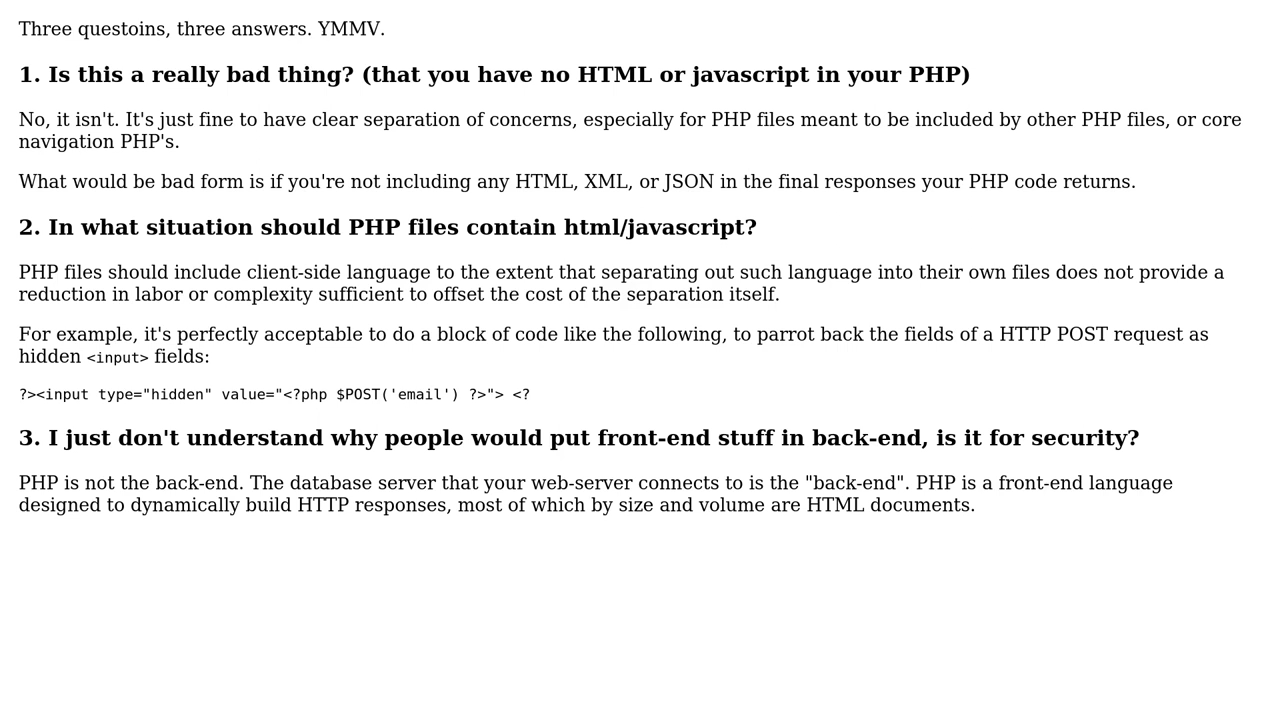 Three questoins, three answers. YMMV.
1. Is this a really bad thing? (that you have no HTML or javascript in your PHP)
No, it isn't. It's just fine to have clear separation of concerns, especially for PHP files meant to be included by other PHP files, or core
navigation PHP's.
What would be bad form is if you're not including any HTML, XML, or JSON in the final responses your PHP code returns.
2. In what situation should PHP files contain html/javascript?
PHP files should include client-side language to the extent that separating out such language into their own files does not provide a
reduction in labor or complexity sufficient to offset the cost of the separation itself.
For example, it's perfectly acceptable to do a block of code like the following, to parrot back the fields of a HTTP POST request as
hidden <input> fields:
?><input type="hidden" value="<?php $POST('email') ?>"> <?
3. I just don't understand why people would put front-end stuff in back-end, is it for security?
PHP is not the back-end. The database server that your web-server connects to is the "back-end". PHP is a front-end language
designed to dynamically build HTTP responses, most of which by size and volume are HTML documents.